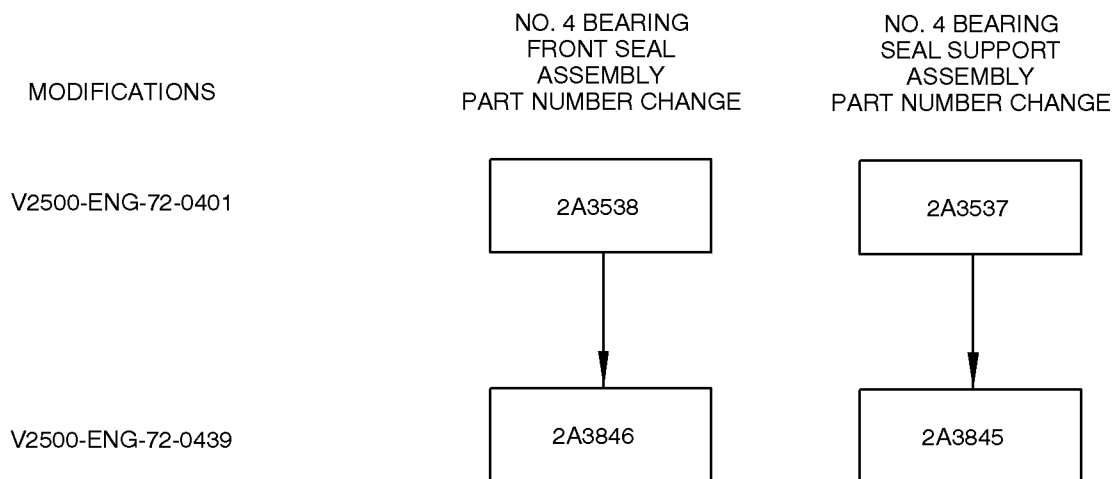 MODIFICATIONS
NO. 4 BEARING
FRONT SEAL
ASSEMBLY
PART NUMBER CHANGE
NO. 4 BEARING
SEAL SUPPORT
ASSEMBLY
PART NUMBER CHANGE
V2500-ENG-72-0401
2A3538
2A3537
V2500-ENG-72-0439
2A3846
2A3845